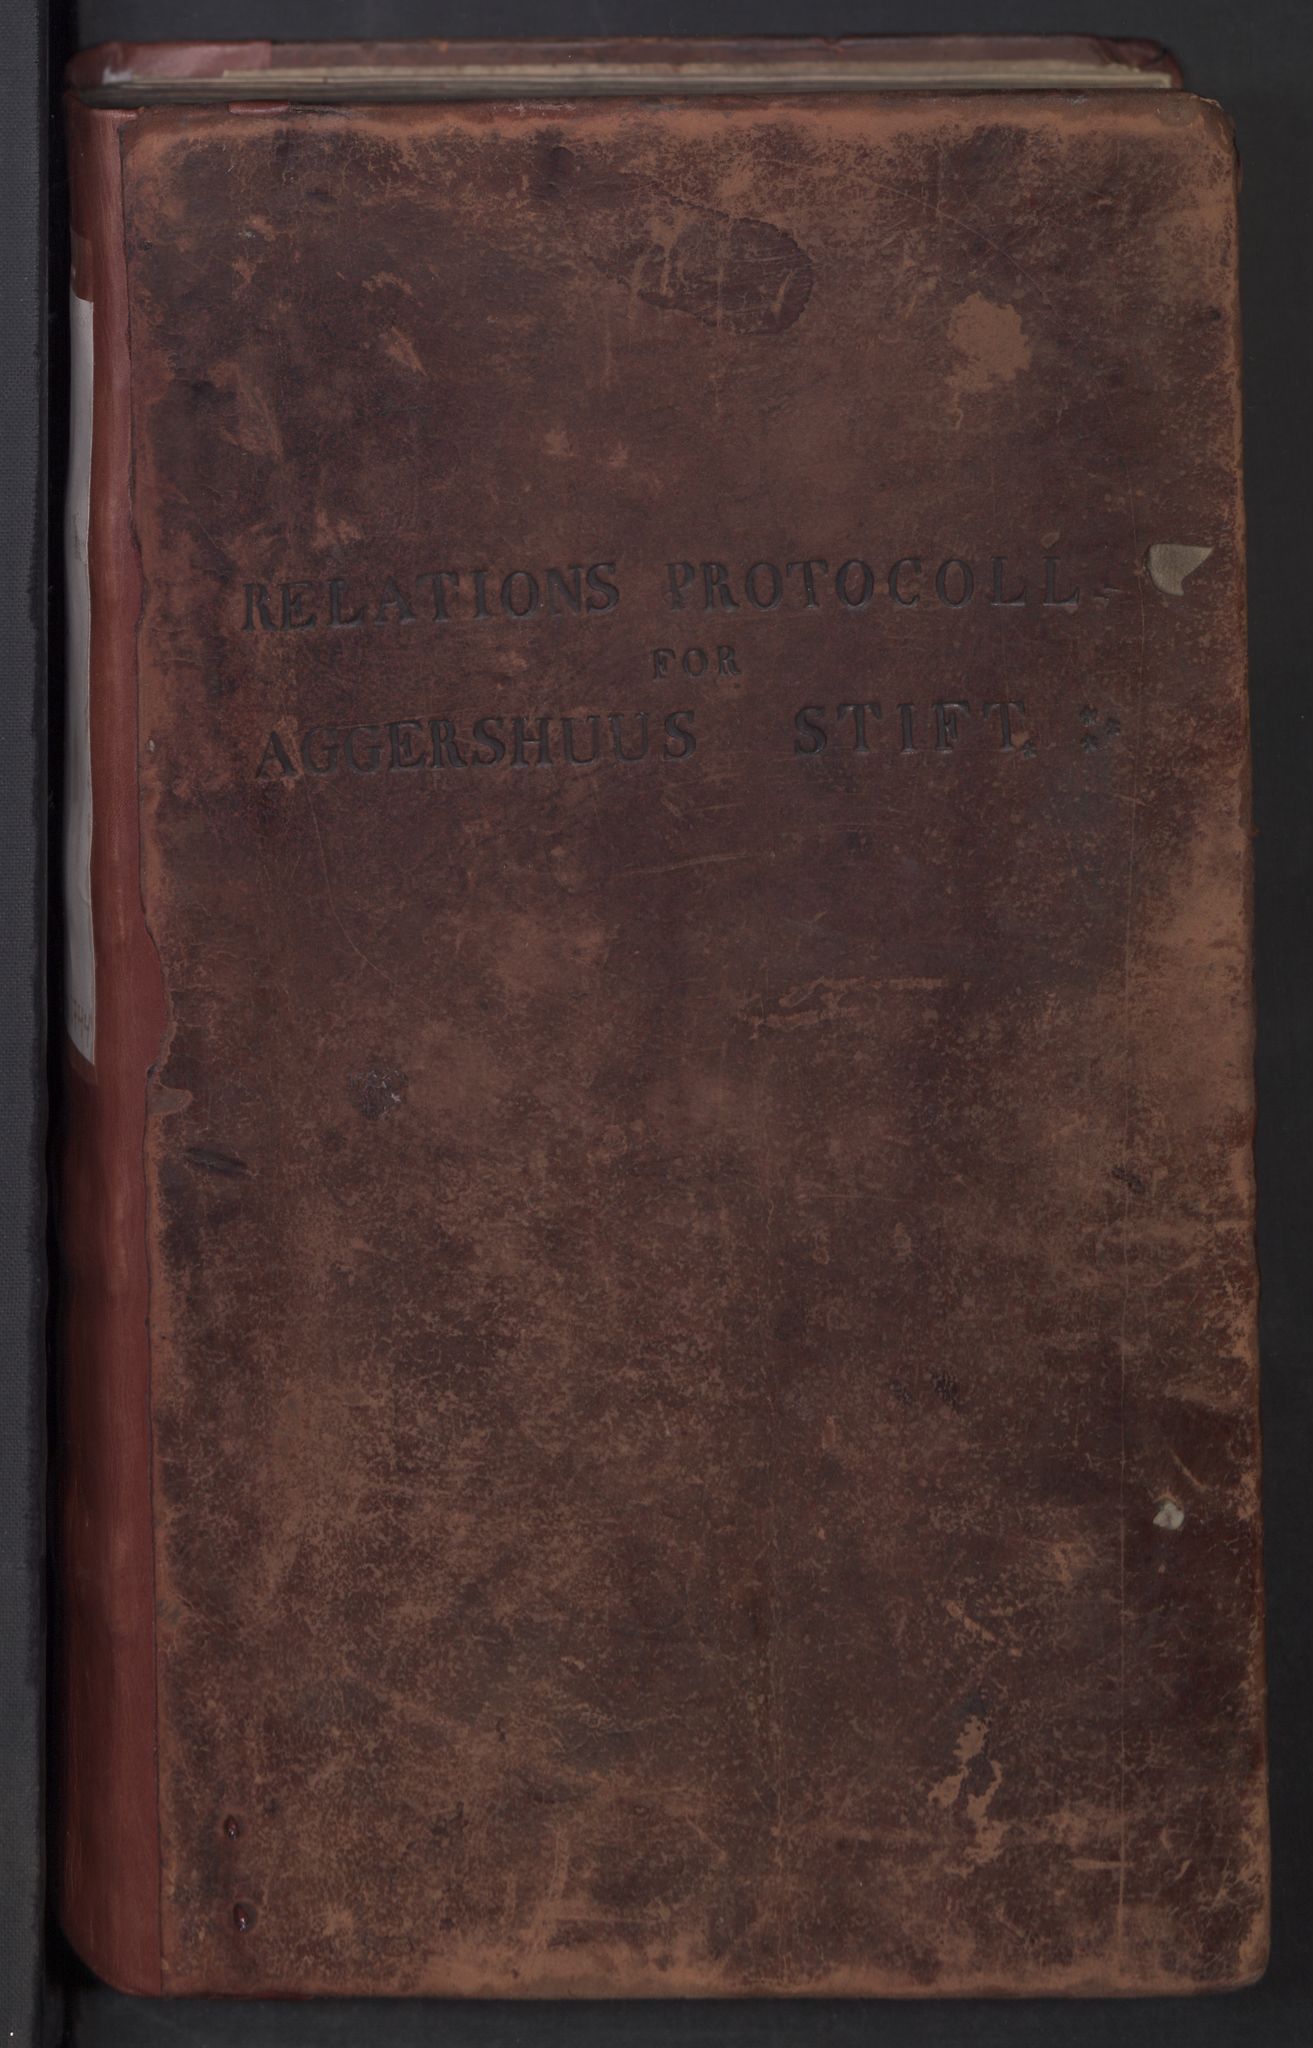 RELATIONS PROTOCOLL
FOR
AGGERSHUUS STIFT.